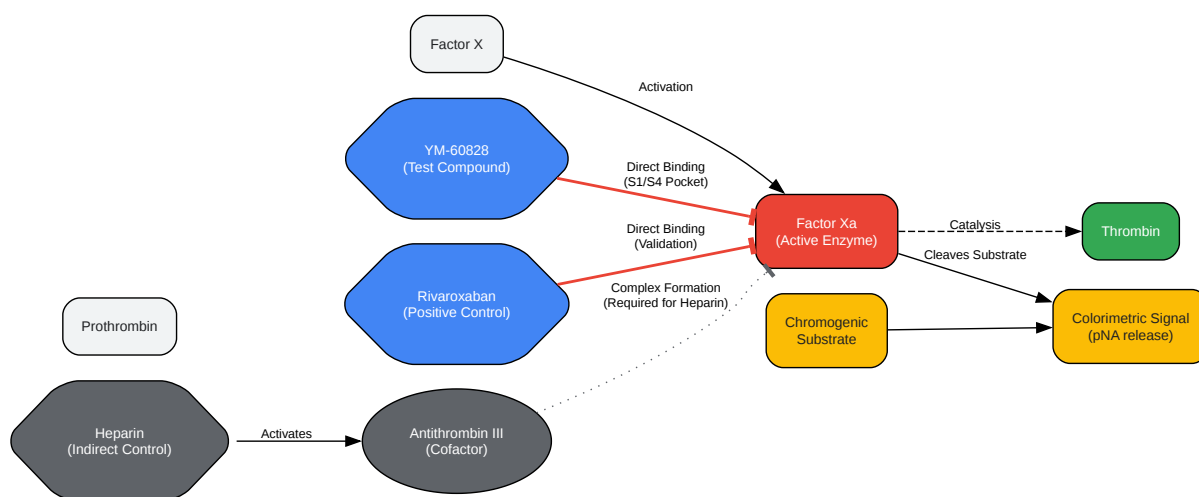 Factor X
Activation
YM-60828
(Test Compound)
Direct Binding
(S1/S4 Pocket)
Factor Xa
(Active Enzyme)
Catalysis
Thrombin
Direct Binding
(Validation)
Cleaves Substrate
Rivaroxaban
(Positive Control)
Complex Formation
(Required for Heparin)
Prothrombin
Chromogenic
Substrate
Colorimetric Signal
(pNA release)
Heparin
(Indirect Control)
Activates
Antithrombin III
(Cofactor)